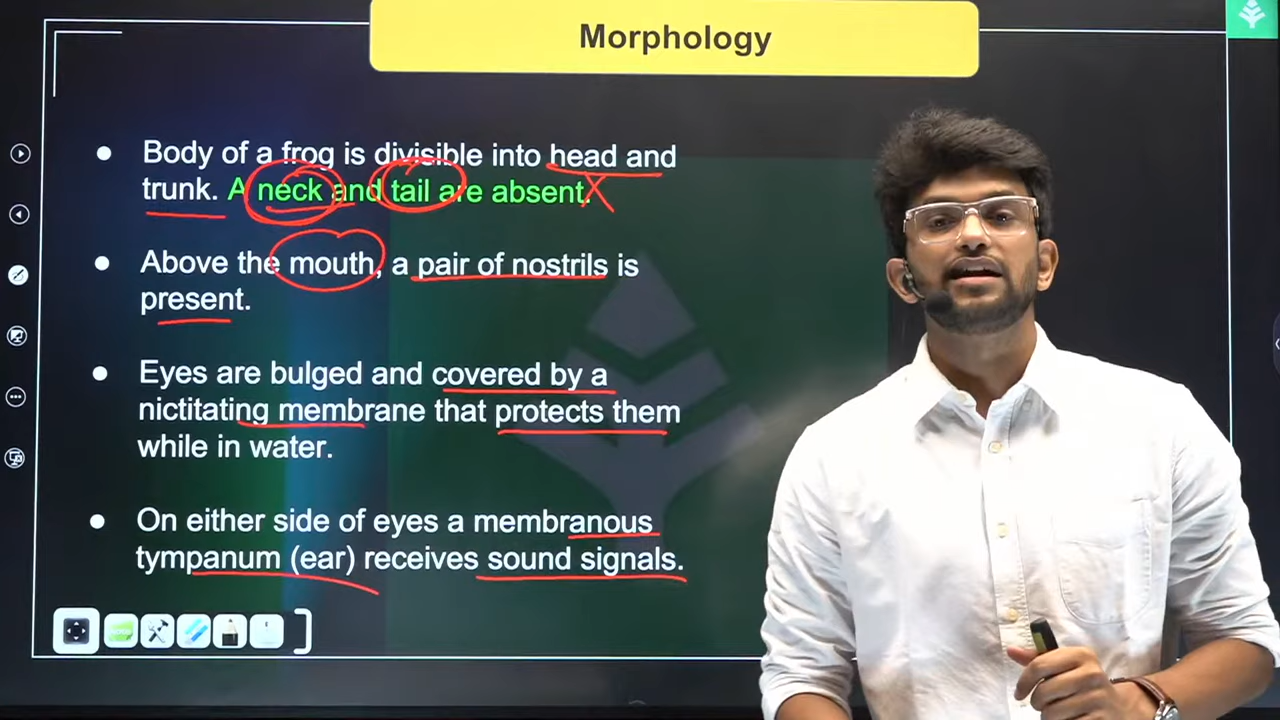 Morphology
Body of a frog is divisible into head and
trunk. A neck and tail are absent.
Above the mouth, a pair of nostrils is
present.
Eyes are bulged and covered by a
nictitating membrane that protects them
while in water.
On either side of eyes a membranous
tympanum (ear) receives sound signals.